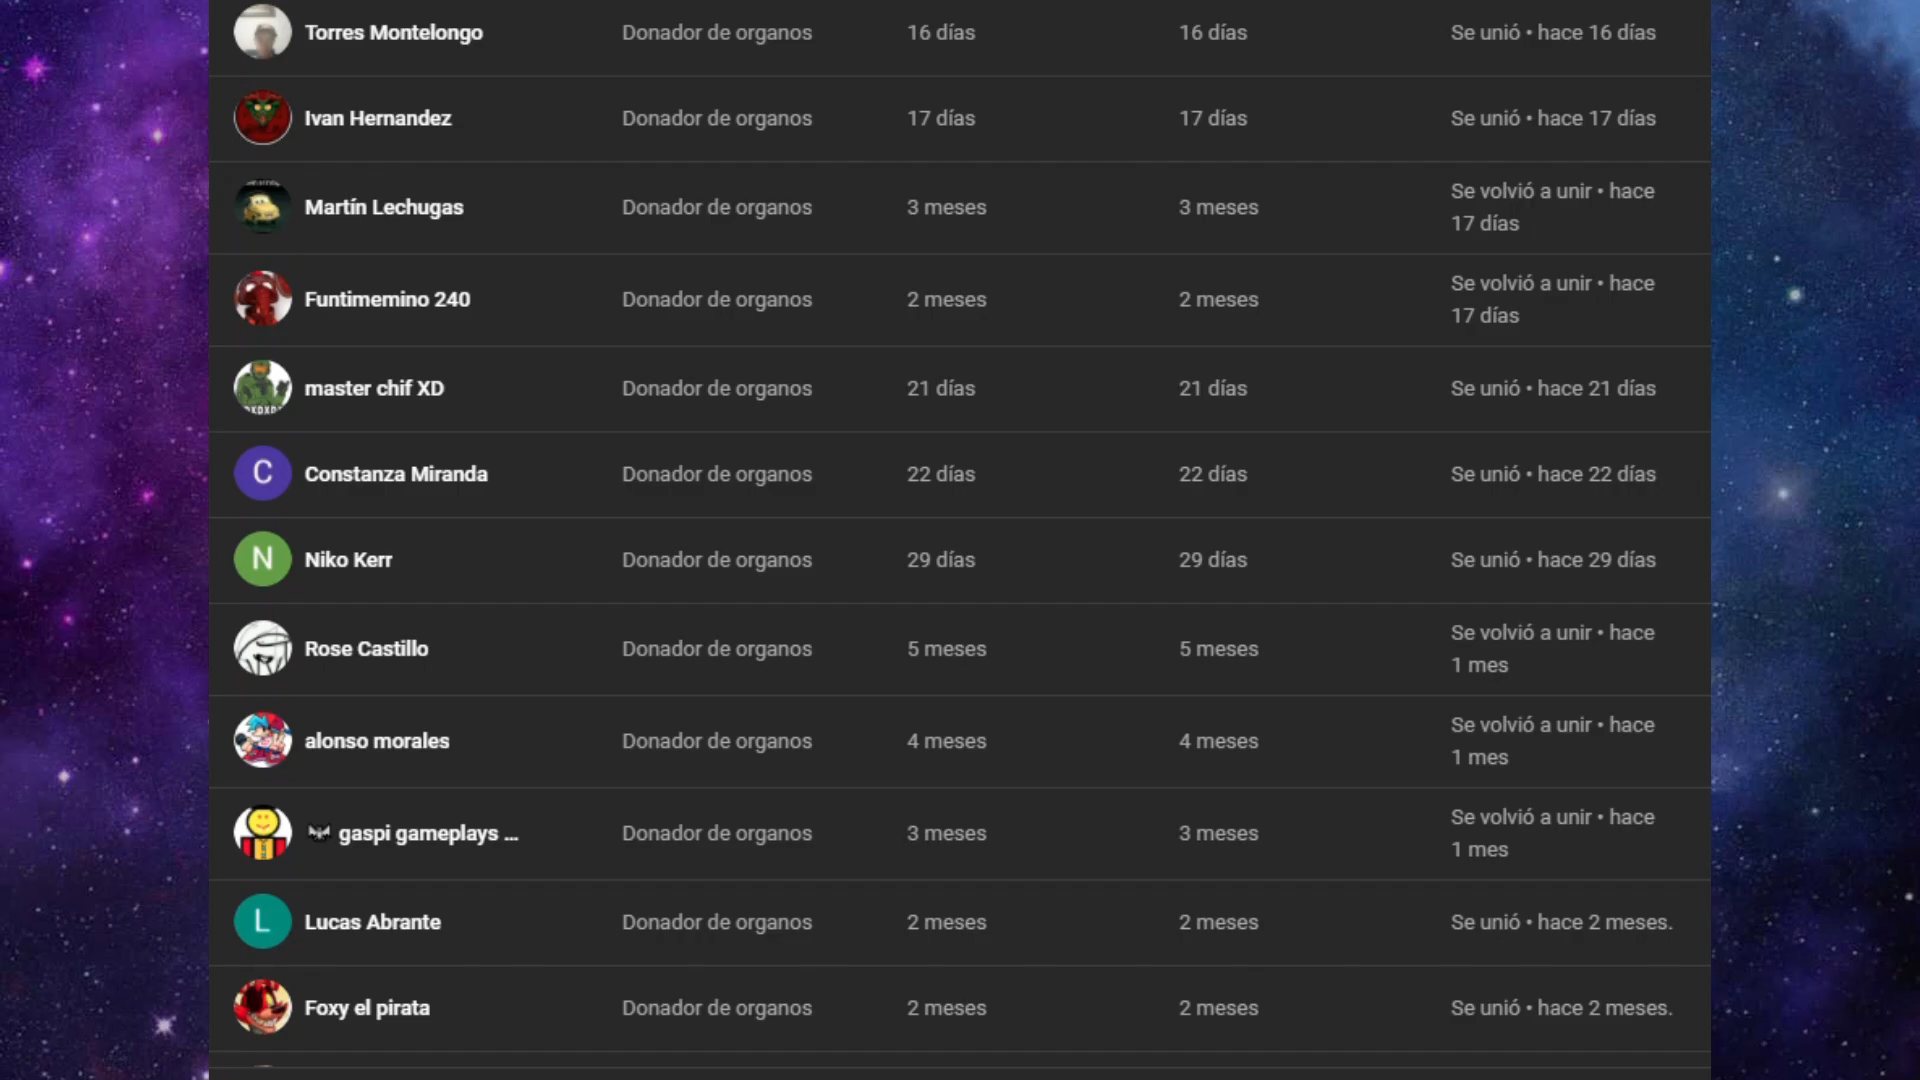 Torres Montelongo Donador de organos 16 días 16 días Se unió • hace 16 días
Ivan Hernandez Donador de organos 17 días 17 días Se unió • hace 17 días
Martín Lechugas Donador de organos 3 meses 3 meses Se volvió a unir • hace
17 días
Funtimemino 240 Donador de organos 2 meses 2 meses Se volvió a unir • hace
17 días
master chif XD Donador de organos 21 días 21 días Se unió • hace 21 días
C Constanza Miranda Donador de organos 22 días 22 días Se unió • hace 22 días
N Niko Kerr Donador de organos 29 días 29 días Se unió • hace 29 días
Rose Castillo Donador de organos 5 meses 5 meses Se volvió a unir • hace
1 mes
alonso morales Donador de organos 4 meses 4 meses Se volvió a unir • hace
1 mes
gaspi gameplays ... Donador de organos 3 meses 3 meses Se volvió a unir • hace
1 mes
L Lucas Abrante Donador de organos 2 meses 2 meses Se unió • hace 2 meses.
Foxy el pirata Donador de organos 2 meses 2 meses Se unió • hace 2 meses.